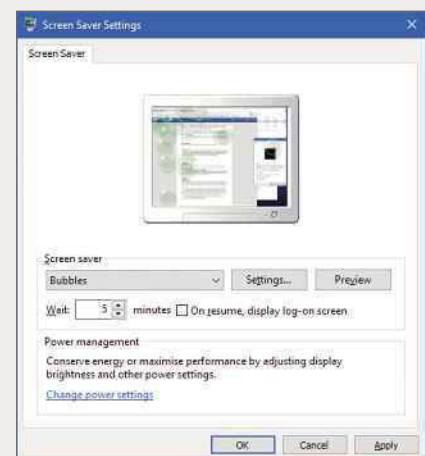 Screen Saver Settings
Screen Saver
Screen saver
Bubbles
Settings...
Preview
Wait: 5 minutes On resume, display log-on screen
Power management
Conserve energy or maximise performance by adjusting display
brightness and other power settings.
Change power settings
OK Cancel Apply